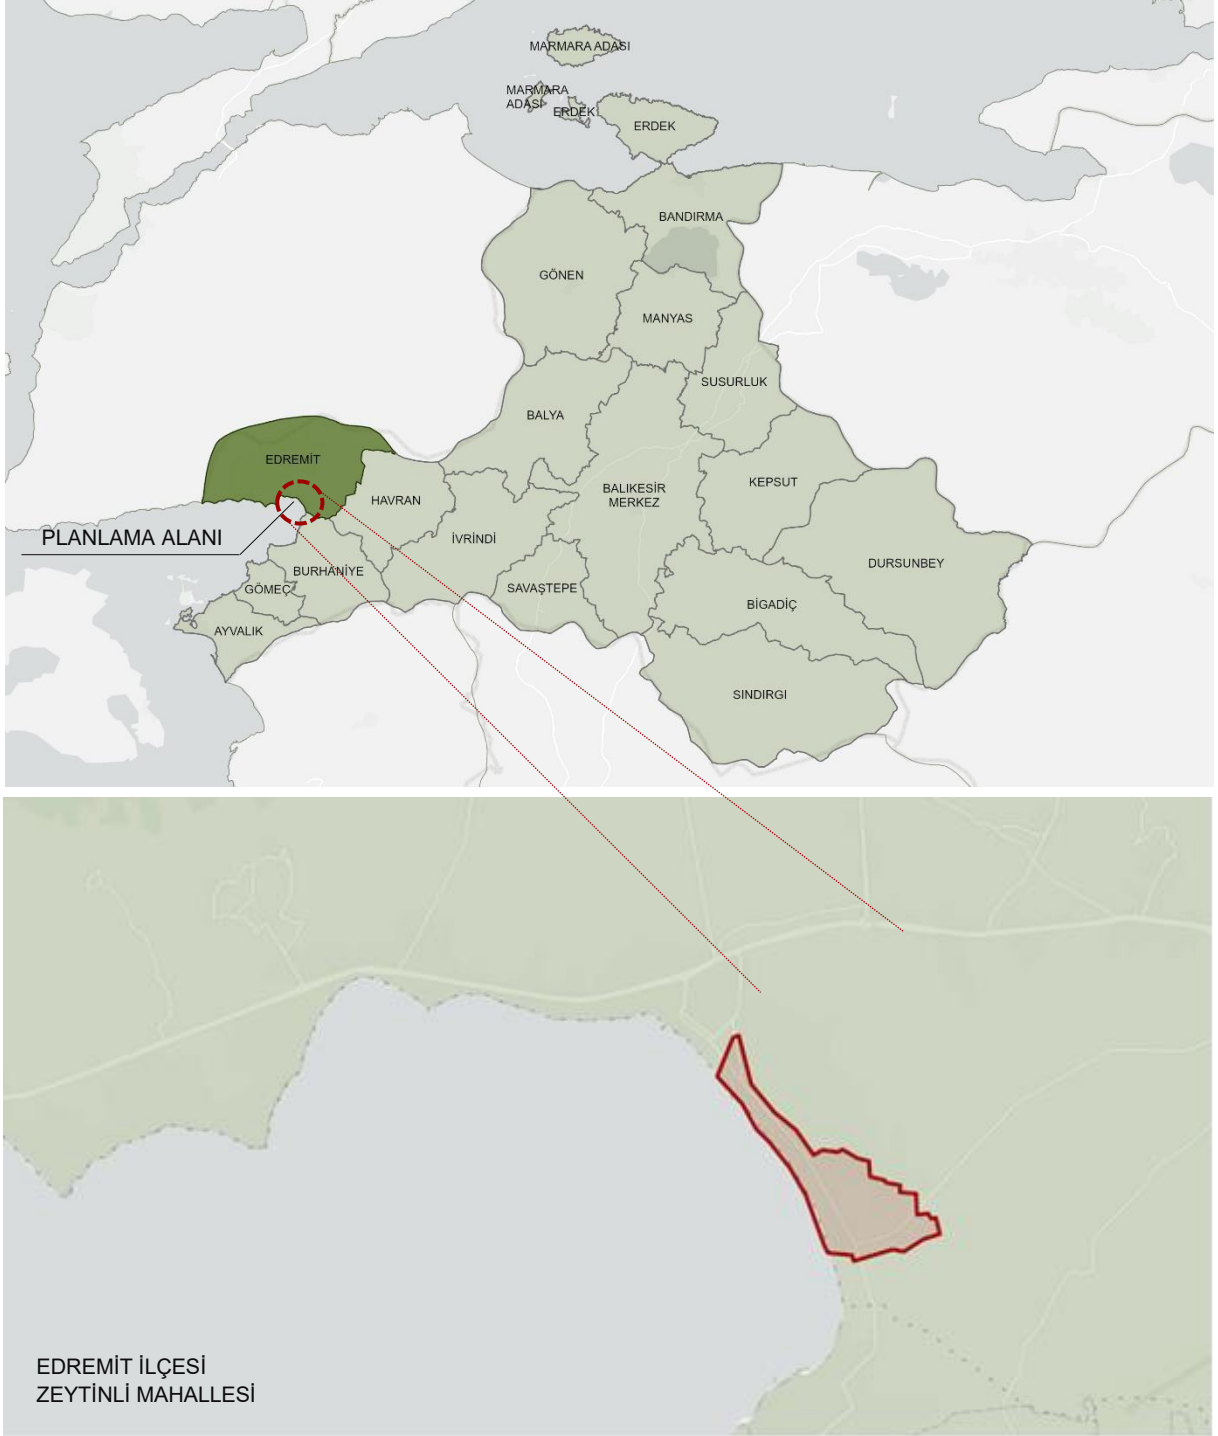 MARMARA ADASI
MARMARA
ADASI
ERDEK
ERDEK
BANDIRMA
GÖNEN
MANYAS
SUSURLUK
BALYA
EDREMİT
HAVRAN
BALIKESİR
MERKEZ
KEPSUT
PLANLAMA ALANI
İVRİNDİ
DURSUNBEY
BURHANİYE
GÖMEÇ
SAVAŞTEPE
BİGADİÇ
AYVALIK
SINDIRGI
EDREMİT İLÇESİ
ZEYTİNLİ MAHALLESİ